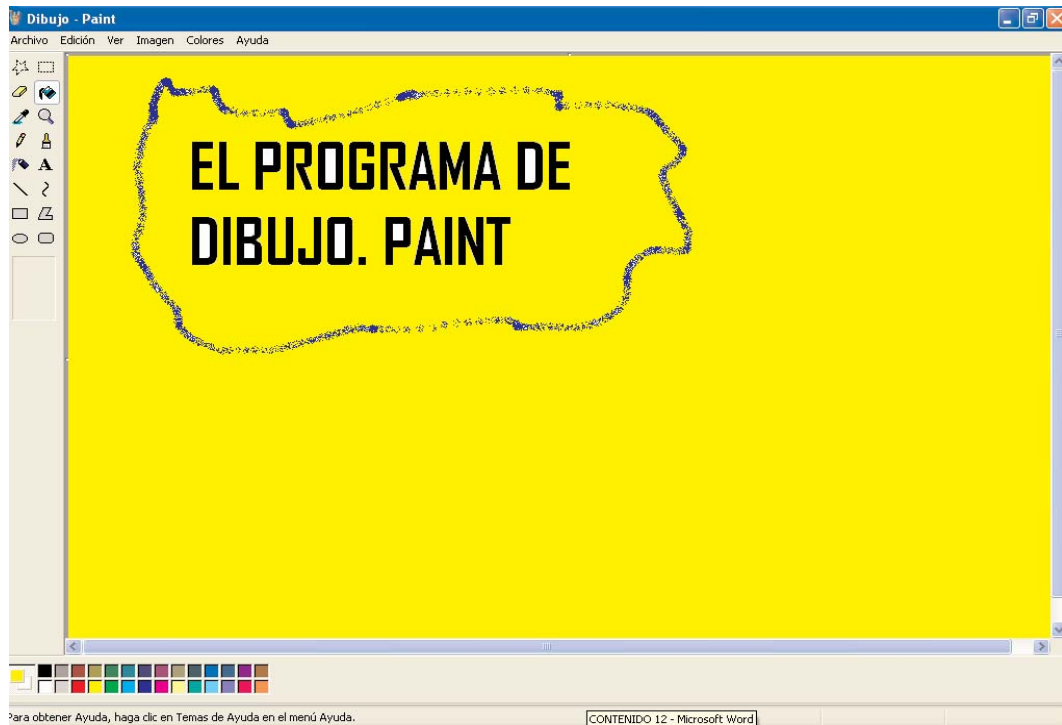 Dibujo - Paint
Archivo Edición Ver Imagen Colores Ayuda
A
EL PROGRAMA DE
DIBUJO. PAINT
Para obtener Ayuda, haga clic en Temas de Ayuda en el menú Ayuda.
CONTENIDO 12 - Microsoft Word